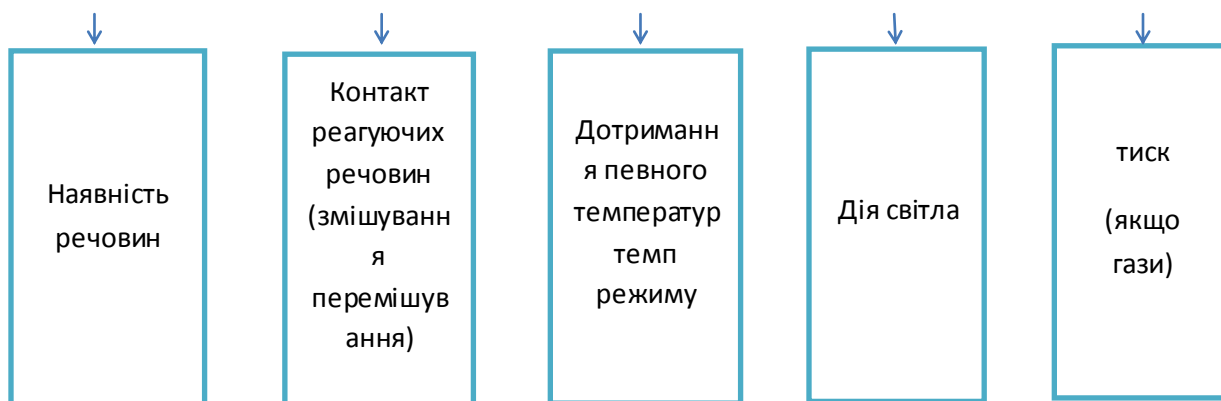 Наявність
речовин
Контакт
реагуючих
речовин
(змішуванн
я
перемішув
ання)
Дотриманн
я певного
температур
темп
режиму
Дія світла
тиск
(якщо
гази)